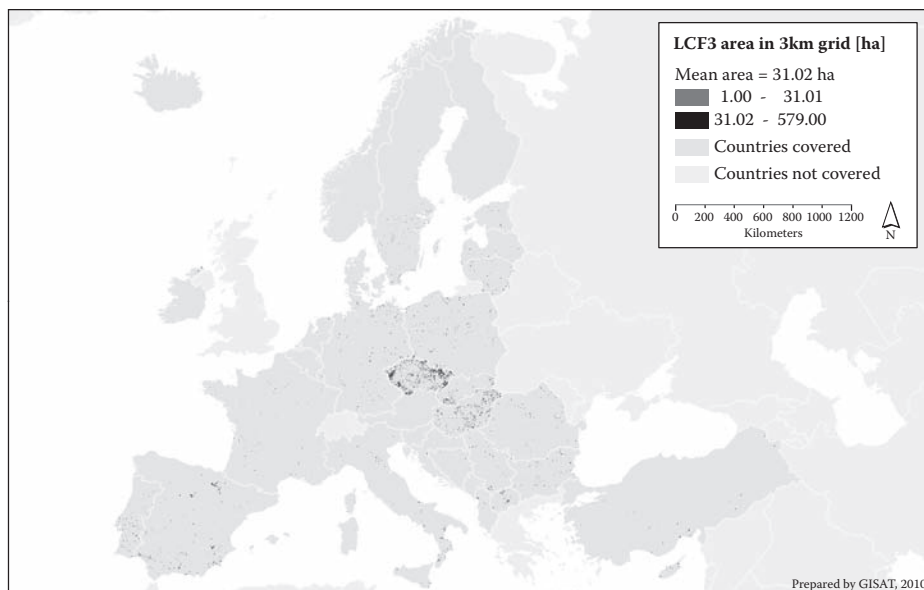 LCF3 area in 3km grid [ha]
Mean area = 31.02 ha
1.00 - 31.01
31.02 - 579.00
Countries covered
Countries not covered
0 200 400 600 800 1000 1200
Kilometers
N
Prepared by GISAT, 2010